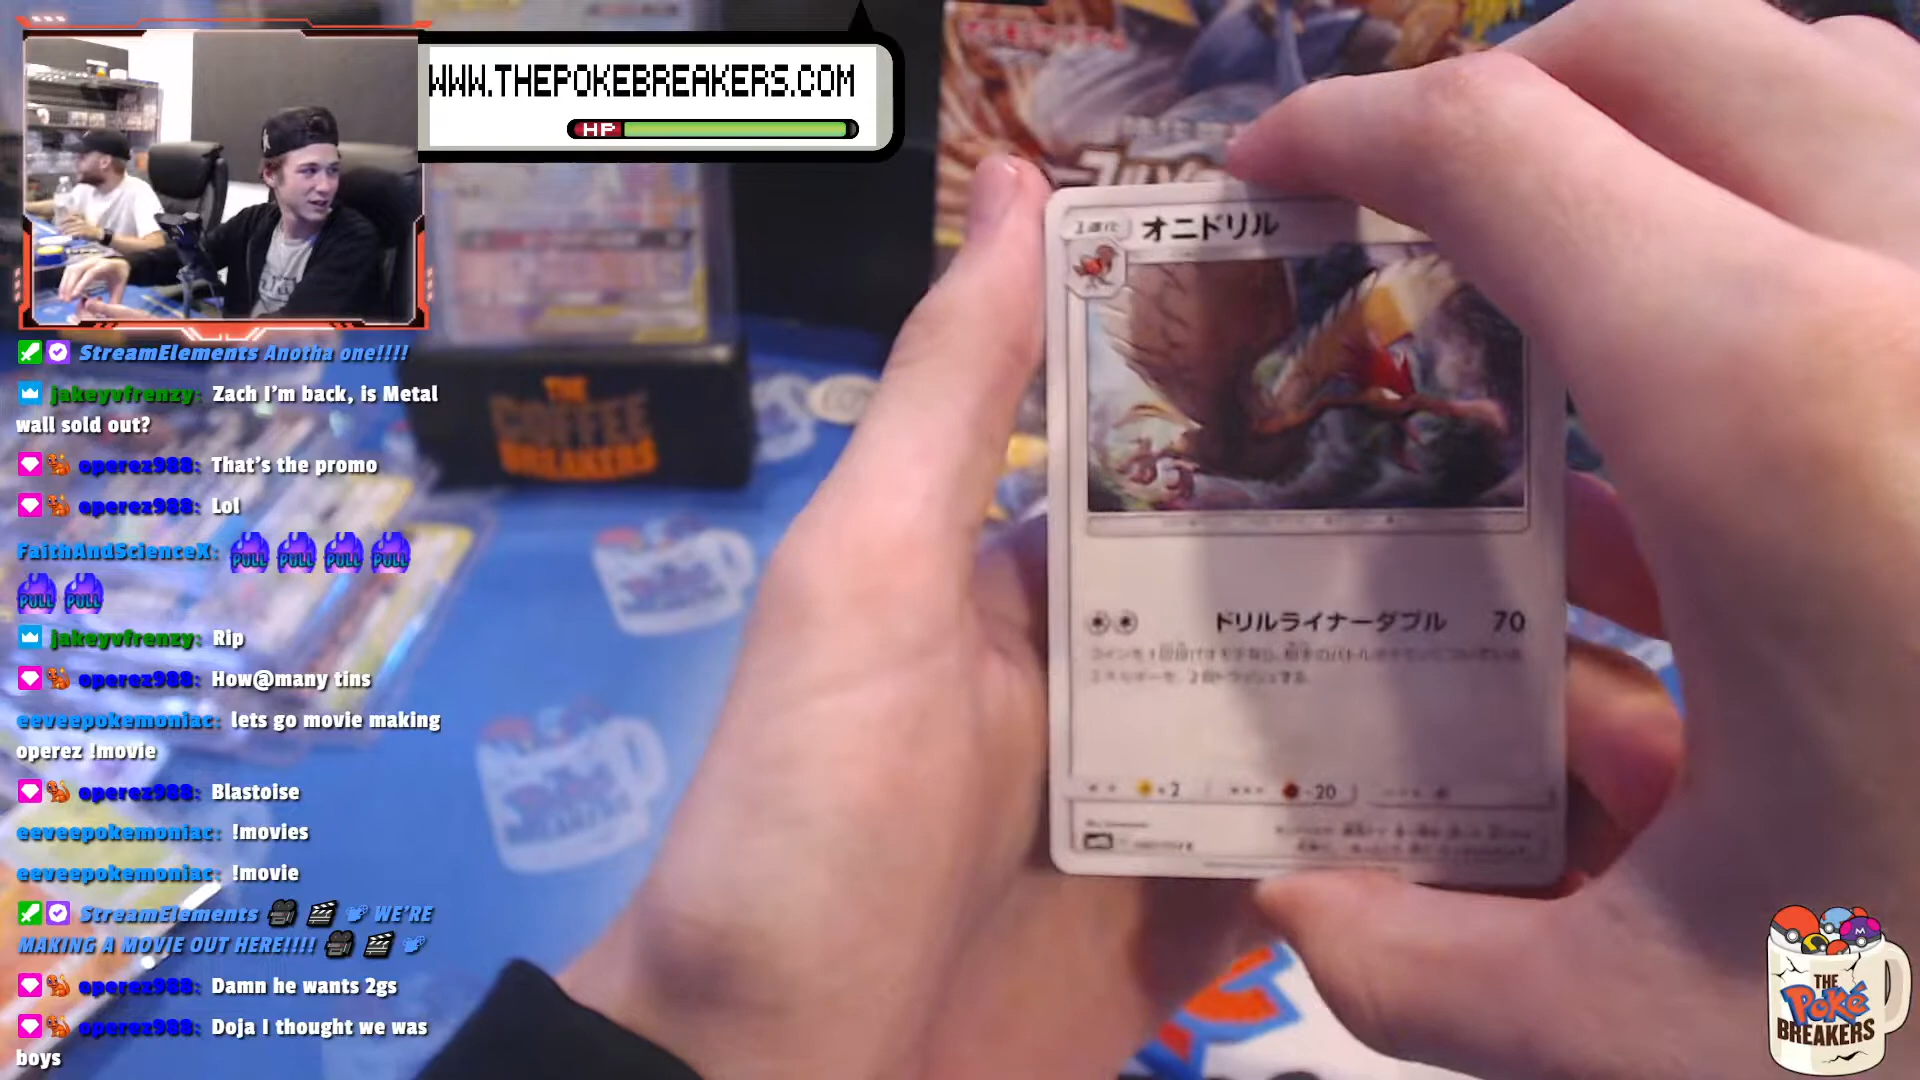 WWW.THEPOKEBREAKERS.COM
HP
StreamElements Anotha one!!!!
jakeyvfrenzy: Zach I'm back, is Metal
wall sold out?
operez988: That's the promo
operez988: Lol
FaithAndScienceX: PULL PULL PULL PULL
PULL PULL
jakeyvfrenzy: Rip
operez988: How@many tins
eeveepokemoniac: lets go movie making
operez !movie
operez988: Blastoise
eeveepokemoniac: !movies
eeveepokemoniac: !movie
StreamElements WE'RE
MAKING A MOVIE OUT HERE!!!!
operez988: Damn he wants 2gs
operez988: Doja I thought we was
boys
THE
COFFEE
BREAKERS
1進化 オニドリル
ドリルライナーダブル 70
×2 -20
THE
Poké
BREAKERS